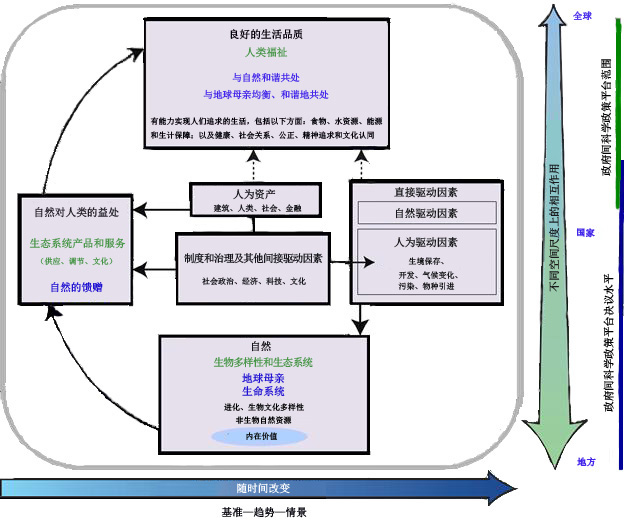 良好的生活品质
人类福祉
与自然和谐共处
与地球母亲均衡、和谐地共处
有能力实现人们追求的生活，包括以下方面：食物、水资源、能源
和生计保障；以及健康、社会关系、公正、精神追求和文化认同
人为资产
建筑、人类、社会、金融
直接驱动因素
自然驱动因素
人为驱动因素
生境保存、
开发、气候变化、
污染、物种引进
自然对人类的益处
生态系统产品和服务
（供应、调节、文化）
自然的馈赠
制度和治理及其他间接驱动因素
社会政治、经济、科技、文化
自然
生物多样性和生态系统
地球母亲
生命系统
进化、生物文化多样性
非生物自然资源
内在价值
随时间改变
基准—趋势—情景
全球
国家
地方
不同空间尺度上的相互作用
政府间科学政策平台范围
政府间科学政策平台决议水平